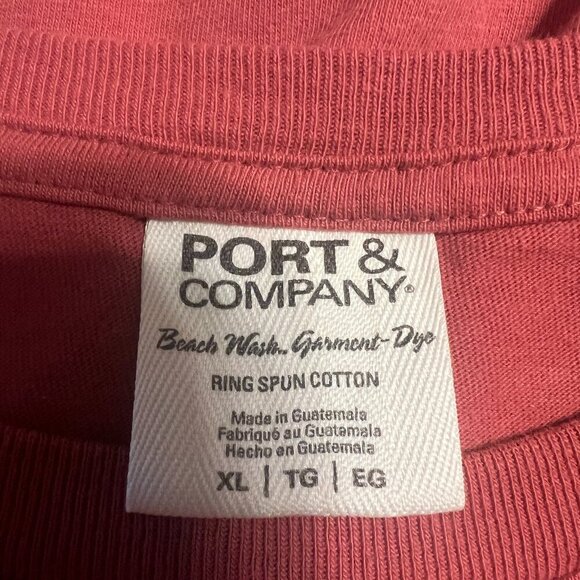 PORT &
COMPANY®
Beach Wash™ Garment-Dye
RING SPUN COTTON
Made in Guatemala
Fabriqué au Guatemala
Hecho en Guatemala
XL | TG | EG